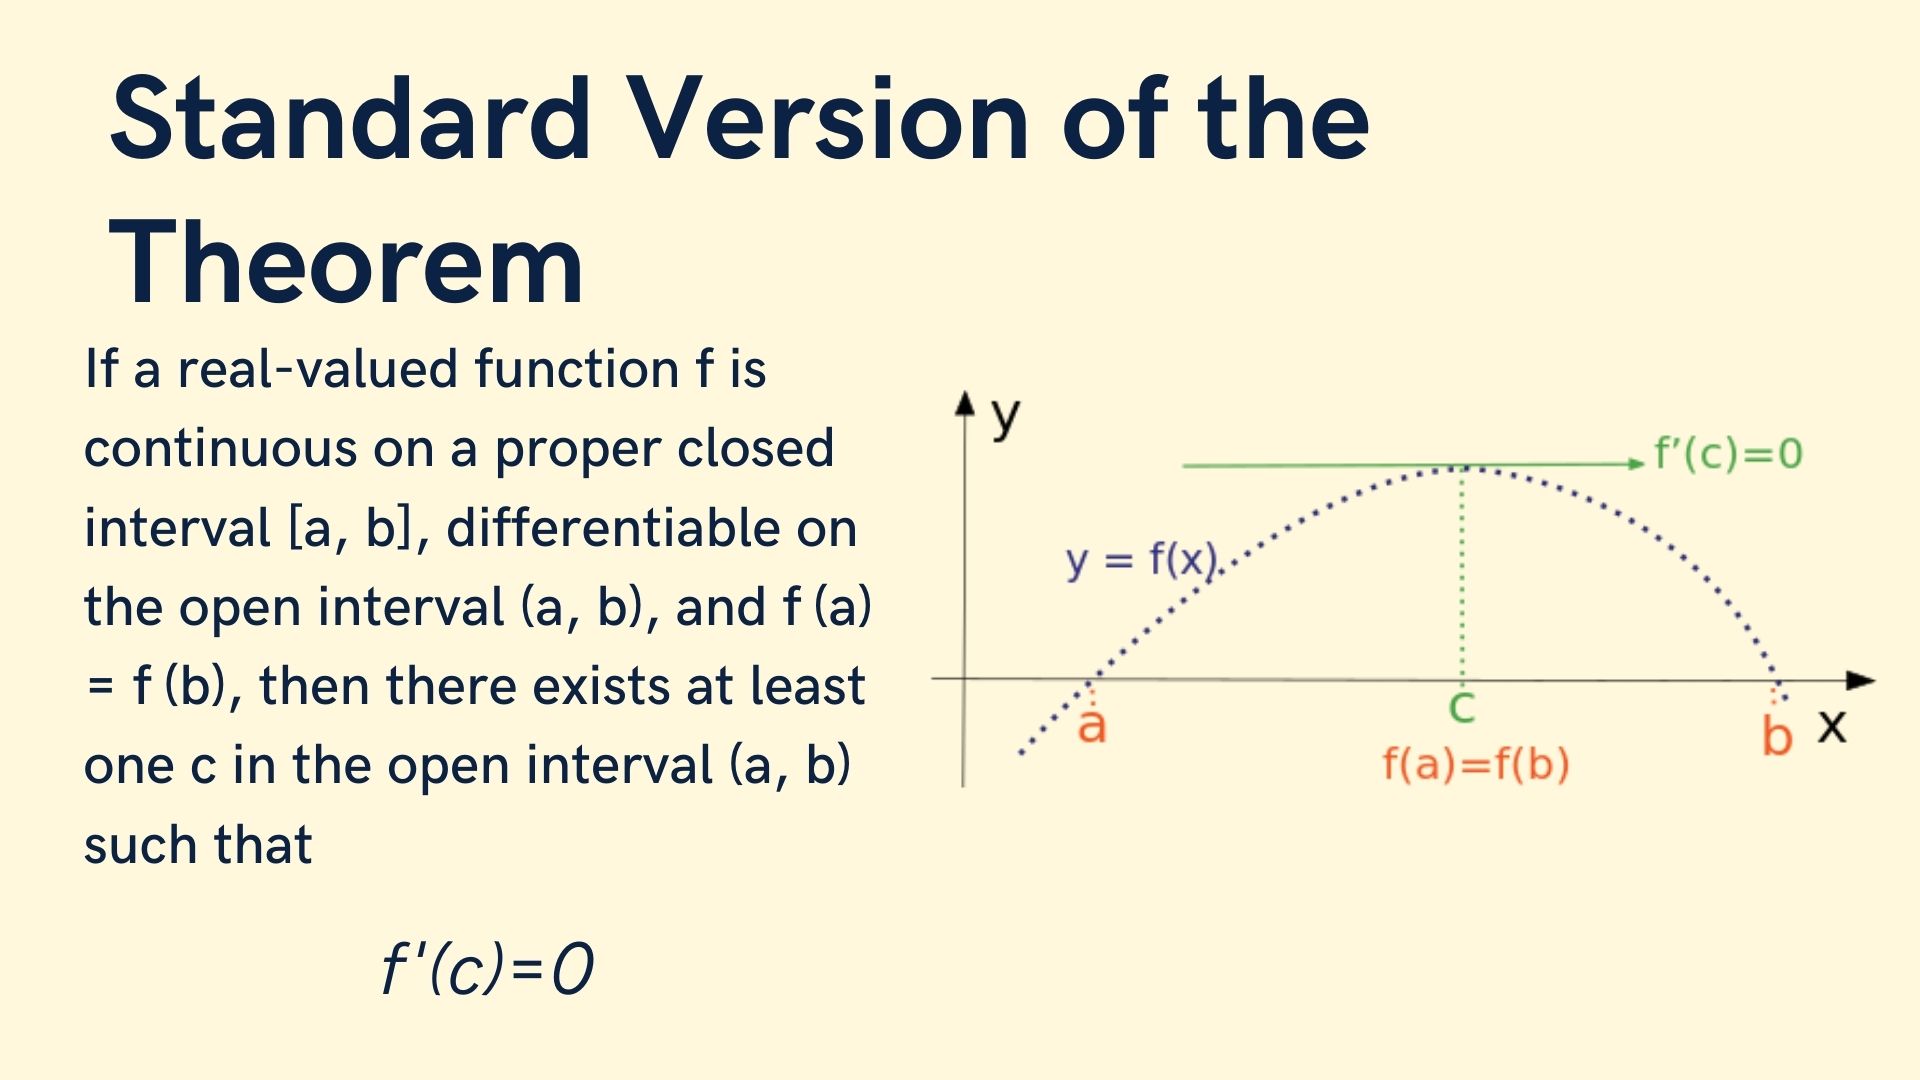 Standard Version of the
Theorem
If a real-valued function f is
continuous on a proper closed
interval [a, b], differentiable on
the open interval (a, b), and f (a)
= f (b), then there exists at least
one c in the open interval (a, b)
such that
f'(c)=0
y
f’(c)=0
y = f(x)
a
c
b
x
f(a)=f(b)